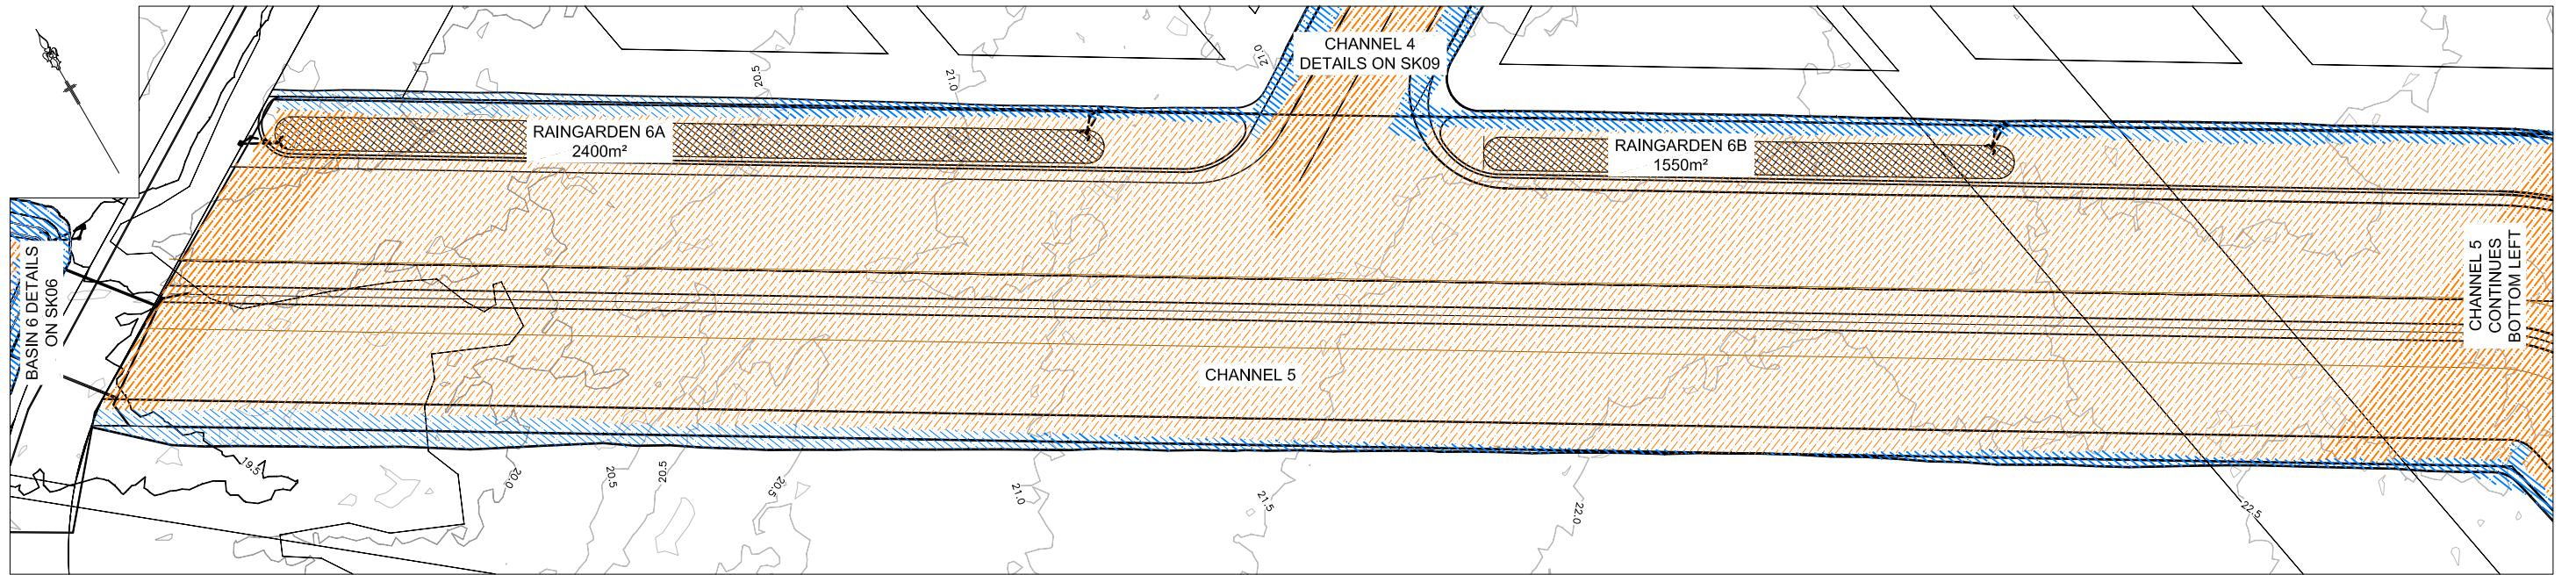 CHANNEL 4
DETAILS ON SK09
21.0
20.5
21.0
RAINGARDEN 6A
2400m²
RAINGARDEN 6B
1550m²
BASIN 6 DETAILS
ON SK06
CHANNEL 5
CONTINUES
BOTTOM LEFT
CHANNEL 5
19.5
20.0
20.5
20.5
20.5
21.0
21.5
22.0
22.5